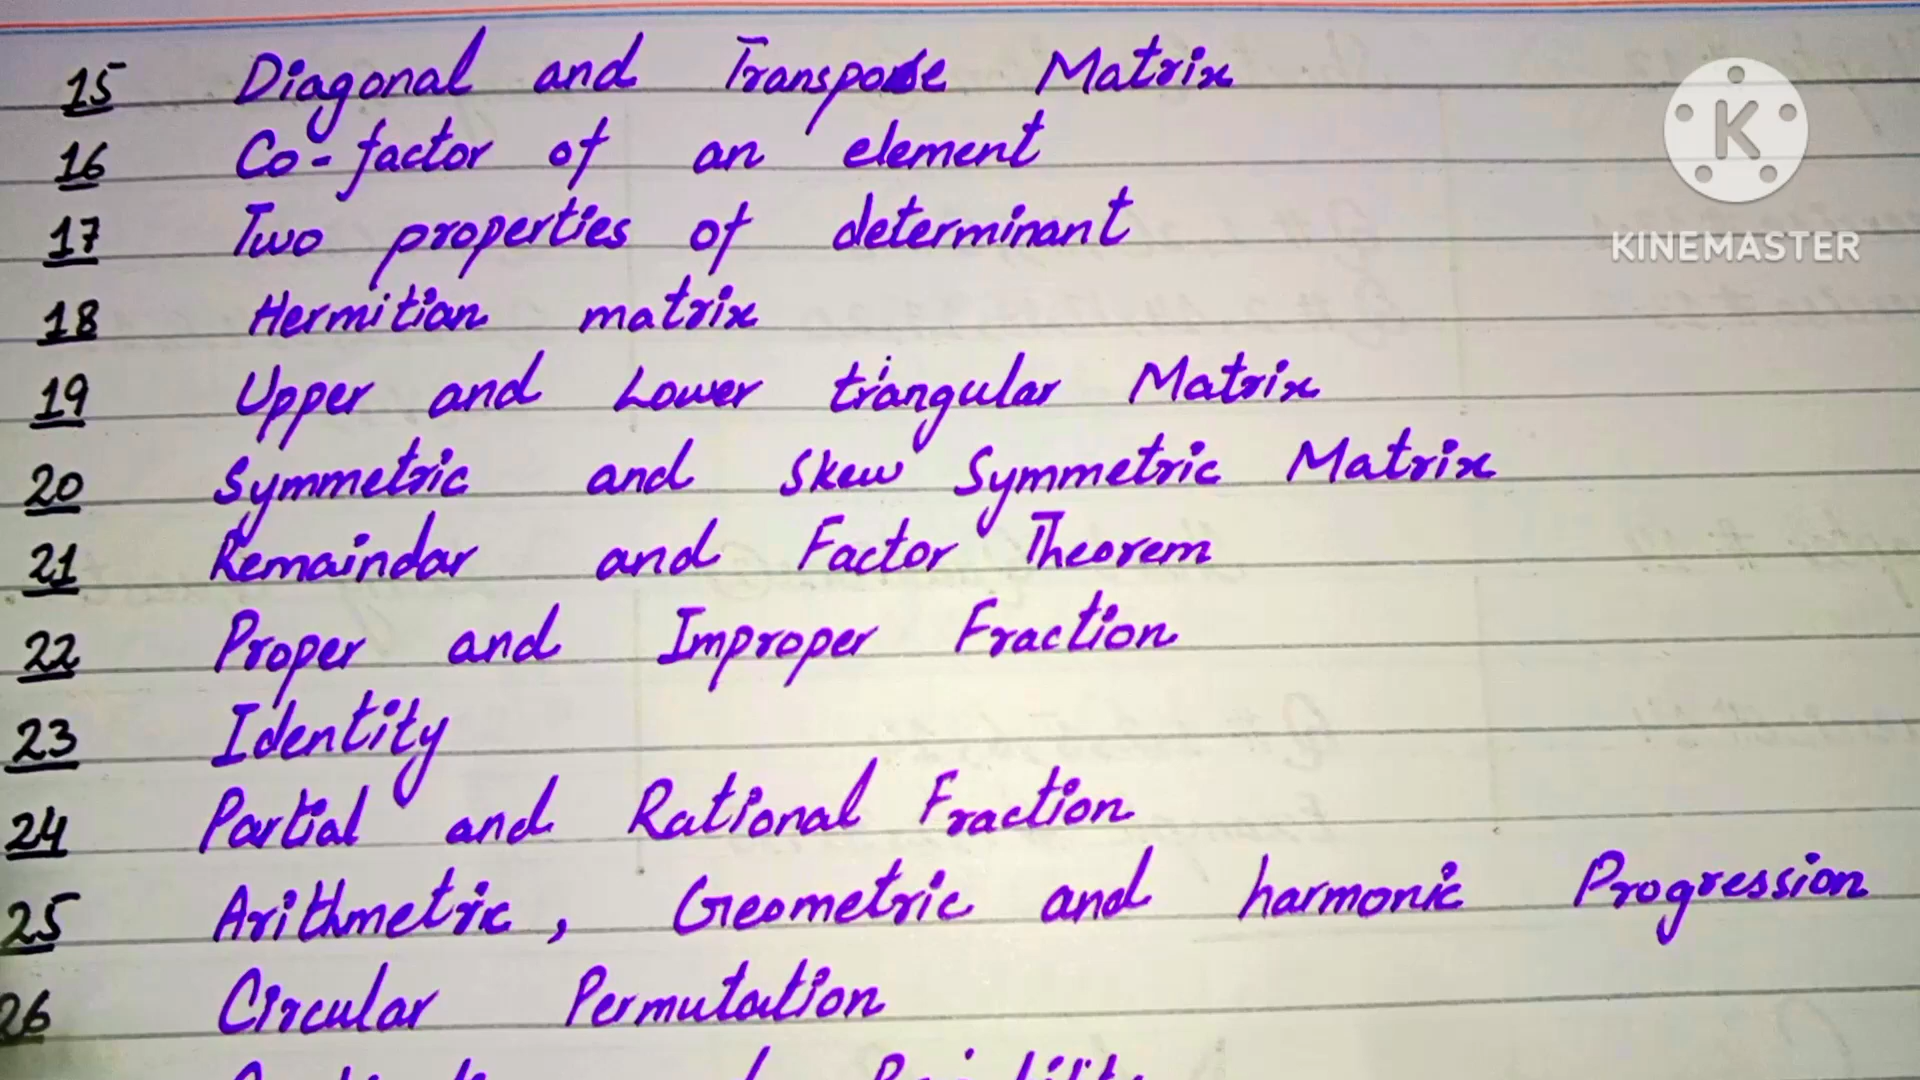 15 Diagonal and Transpose Matrix
16 Co-factor of an element
17 Two properties of determinant
18 Hermitian matrix
19 Upper and Lower triangular Matrix
20 Symmetric and Skew Symmetric Matrix
21 Remaindar and Factor Theorem
22 Proper and Improper Fraction
23 Identity
24 Partial and Rational Fraction
25 Arithmetric, Geometric and harmonic Progression
26 Circular Permutation
K
KINEMASTER